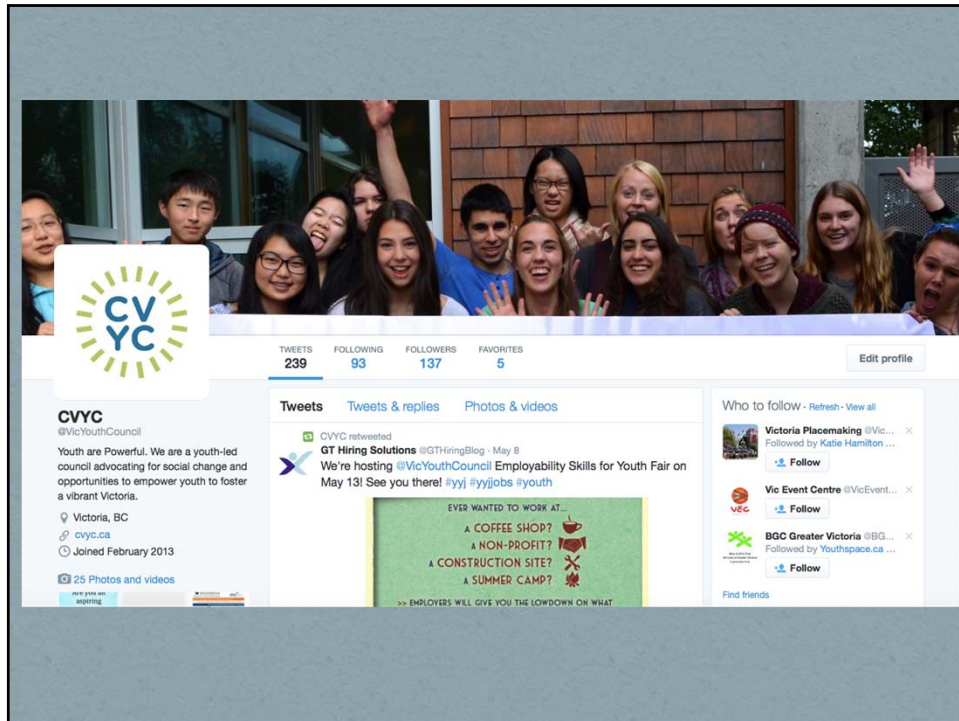 CV
YC
TWEETS
239
FOLLOWING
93
FOLLOWERS
137
FAVORITES
5
Edit profile
CVYC
@VicYouthCouncil
Youth are Powerful. We are a youth-led
council advocating for social change and
opportunities to empower youth to foster
a vibrant Victoria.
Victoria, BC
cvyc.ca
Joined February 2013
25 Photos and videos
Are you an
aspiring
Tweets Tweets & replies Photos & videos
CVYC retweeted
GT Hiring Solutions @GTHiringBlog · May 8
We're hosting @VicYouthCouncil Employability Skills for Youth Fair on
May 13! See you there! #yyj #yyjjobs #youth
EVER WANTED TO WORK AT...
A COFFEE SHOP?
A NON-PROFIT?
A CONSTRUCTION SITE?
A SUMMER CAMP?
>> EMPLOYERS WILL GIVE YOU THE LOWDOWN ON WHAT
Who to follow · Refresh · View all
Victoria Placemaking @Vic...
Followed by Katie Hamilton ...
Follow
VEC
Vic Event Centre @VicEvent...
Follow
BGC Greater Victoria @BG...
Followed by Youthspace.ca ...
Follow
Find friends